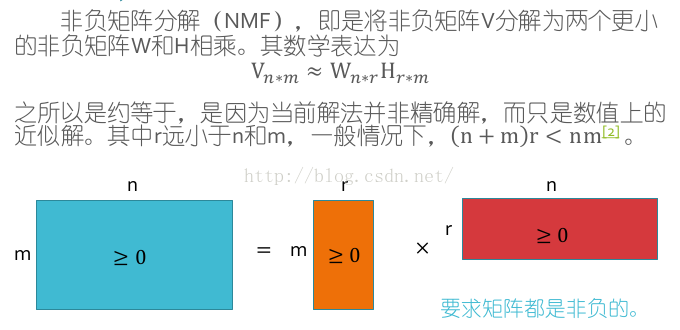 非负矩阵分解（NMF），即是将非负矩阵V分解为两个更小
的非负矩阵W和H相乘。其数学表达为
V_{n*m} ≈ W_{n*r}H_{r*m}
之所以是约等于，是因为当前解法并非精确解，而只是数值上的
近似解。其中r远小于n和m，一般情况下，(n + m)r < nm[2]。
http://blog.csdn.net/
n r n
m ≥ 0 = m ≥ 0 × r ≥ 0
要求矩阵都是非负的。